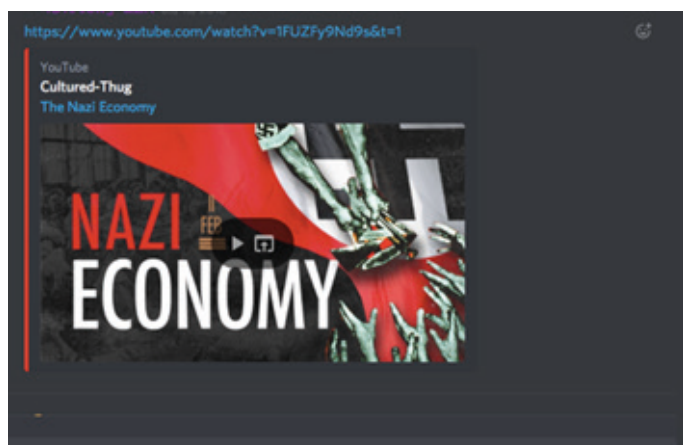 https://www.youtube.com/watch?v=1FUZFy9Nd9s&t=1
YouTube
Cultured-Thug
The Nazi Economy
NAZI
ECONOMY